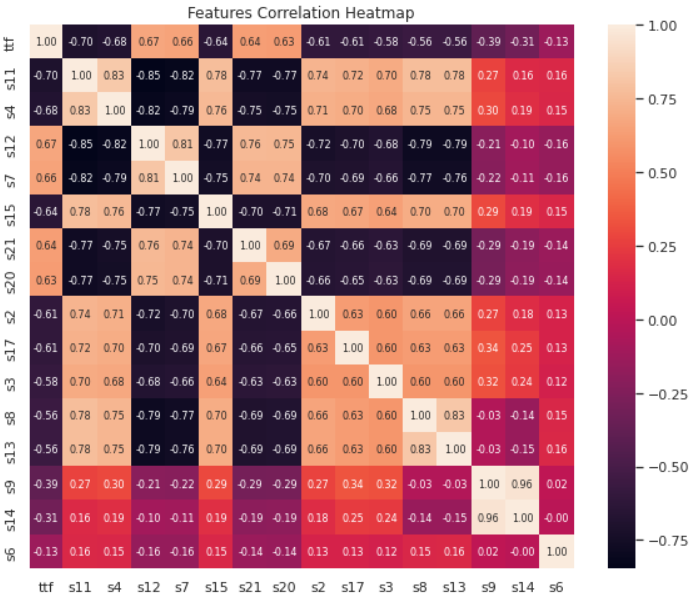 Features Correlation Heatmap
ttf 1.00 -0.70 -0.68 0.67 0.66 -0.64 0.64 0.63 -0.61 -0.61 -0.58 -0.56 -0.56 -0.39 -0.31 -0.13
s11 -0.70 1.00 0.83 -0.85 -0.82 0.78 -0.77 -0.77 0.74 0.72 0.70 0.78 0.78 0.27 0.16 0.16
s4 -0.68 0.83 1.00 -0.82 -0.79 0.76 -0.75 -0.75 0.71 0.70 0.68 0.75 0.75 0.30 0.19 0.15
s12 0.67 -0.85 -0.82 1.00 0.81 -0.77 0.76 0.75 -0.72 -0.70 -0.68 -0.79 -0.79 -0.21 -0.10 -0.16
s7 0.66 -0.82 -0.79 0.81 1.00 -0.75 0.74 0.74 -0.70 -0.69 -0.66 -0.77 -0.76 -0.22 -0.11 -0.16
s15 -0.64 0.78 0.76 -0.77 -0.75 1.00 -0.70 -0.71 0.68 0.67 0.64 0.70 0.70 0.29 0.19 0.15
s21 0.64 -0.77 -0.75 0.76 0.74 -0.70 1.00 0.69 -0.67 -0.66 -0.63 -0.69 -0.69 -0.29 -0.19 -0.14
s20 0.63 -0.77 -0.75 0.75 0.74 -0.71 0.69 1.00 -0.66 -0.65 -0.63 -0.69 -0.69 -0.29 -0.19 -0.14
s2 -0.61 0.74 0.71 -0.72 -0.70 0.68 -0.67 -0.66 1.00 0.63 0.60 0.66 0.66 0.27 0.18 0.13
s17 -0.61 0.72 0.70 -0.70 -0.69 0.67 -0.66 -0.65 0.63 1.00 0.60 0.63 0.63 0.34 0.25 0.13
s3 -0.58 0.70 0.68 -0.68 -0.66 0.64 -0.63 -0.63 0.60 0.60 1.00 0.60 0.60 0.32 0.24 0.12
s8 -0.56 0.78 0.75 -0.79 -0.77 0.70 -0.69 -0.69 0.66 0.63 0.60 1.00 0.83 -0.03 -0.14 0.15
s13 -0.56 0.78 0.75 -0.79 -0.76 0.70 -0.69 -0.69 0.66 0.63 0.60 0.83 1.00 -0.03 -0.15 0.16
s9 -0.39 0.27 0.30 -0.21 -0.22 0.29 -0.29 -0.29 0.27 0.34 0.32 -0.03 -0.03 1.00 0.96 0.02
s14 -0.31 0.16 0.19 -0.10 -0.11 0.19 -0.19 -0.19 0.18 0.25 0.24 -0.14 -0.15 0.96 1.00 -0.00
s6 -0.13 0.16 0.15 -0.16 -0.16 0.15 -0.14 -0.14 0.13 0.13 0.12 0.15 0.16 0.02 -0.00 1.00
ttf s11 s4 s12 s7 s15 s21 s20 s2 s17 s3 s8 s13 s9 s14 s6
1.00
0.75
0.50
0.25
0.00
−0.25
−0.50
−0.75